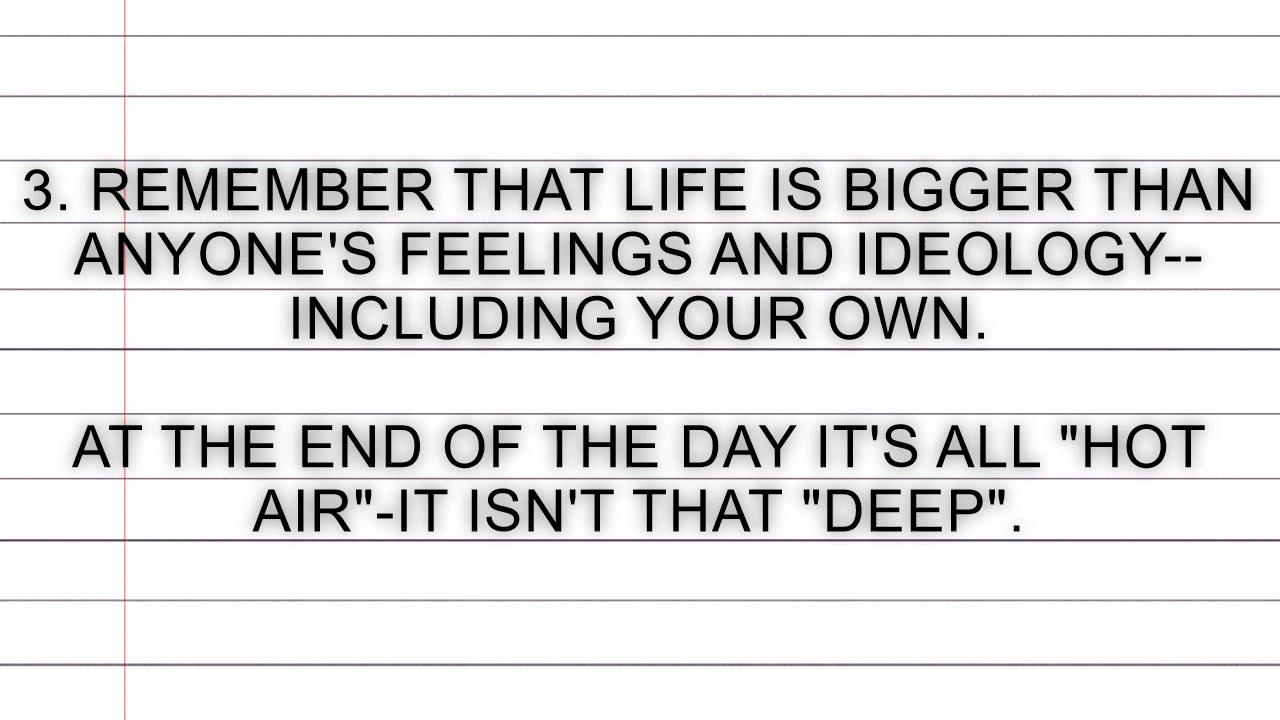 3. REMEMBER THAT LIFE IS BIGGER THAN
ANYONE'S FEELINGS AND IDEOLOGY--
INCLUDING YOUR OWN.
AT THE END OF THE DAY IT'S ALL "HOT
AIR"-IT ISN'T THAT "DEEP".